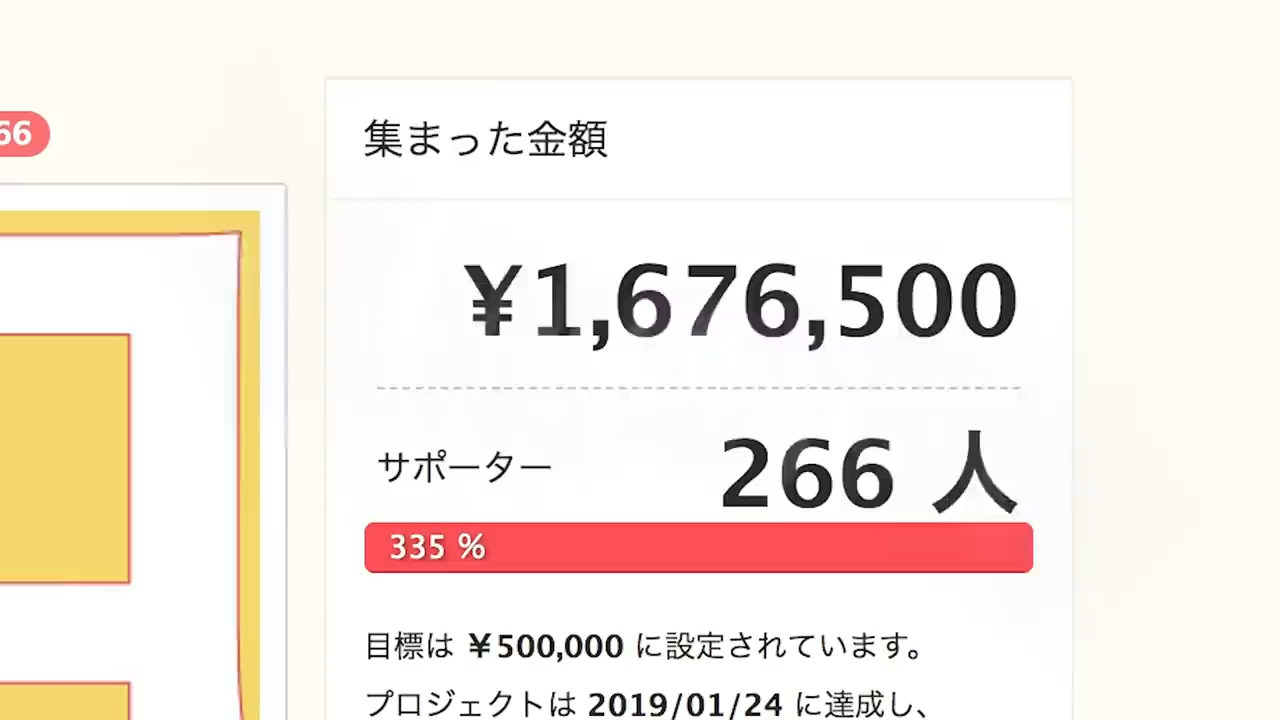 66
集まった金額
¥1,676,500
サポーター 266 人
335 %
目標は ¥500,000 に設定されています。
プロジェクトは 2019/01/24 に達成し、